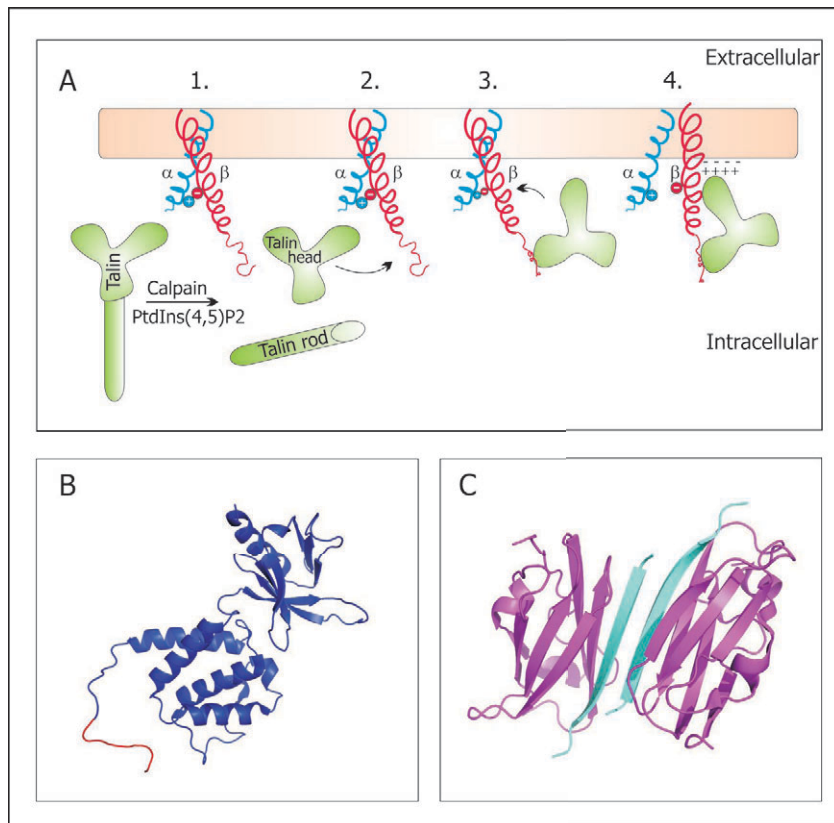 Extracellular
A
1. 2. 3. 4.
α β
α β
α β
α β
- - - - -
++++
Talin
Calpain
PtdIns(4,5)P2
Talin
head
Talin rod
Intracellular
B
C